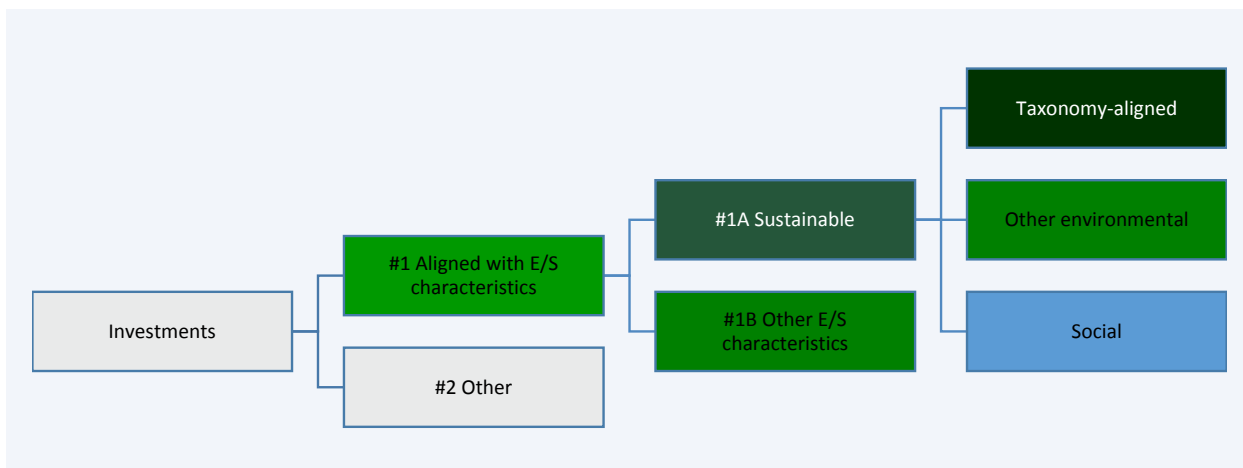 Investments
#1 Aligned with E/S
characteristics
#2 Other
#1A Sustainable
#1B Other E/S
characteristics
Taxonomy-aligned
Other environmental
Social